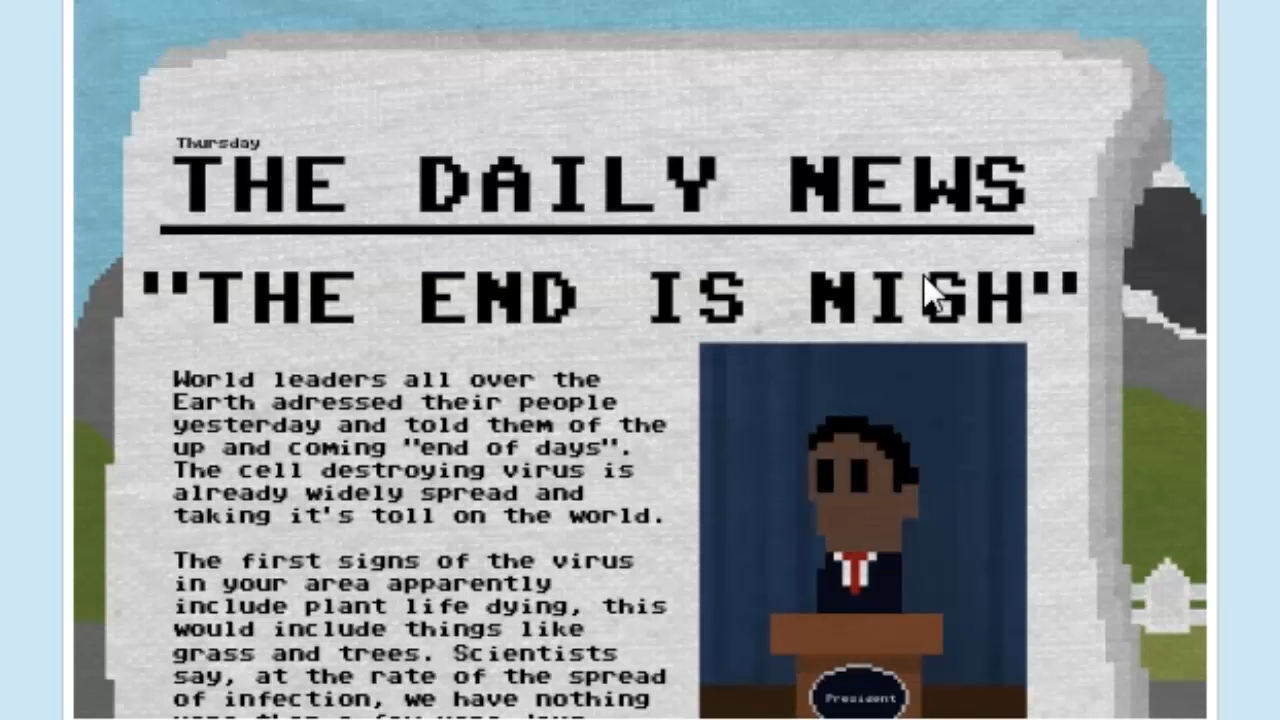 Thursday
THE DAILY NEWS
"THE END IS NIGH"
World leaders all over the
Earth adressed their people
yesterday and told them of the
up and coming "end of days".
The cell destroying virus is
already widely spread and
taking it's toll on the world.
The first signs of the virus
in your area apparently
include plant life dying, this
would include things like
grass and trees. Scientists
say, at the rate of the spread
of infection, we have nothing
President